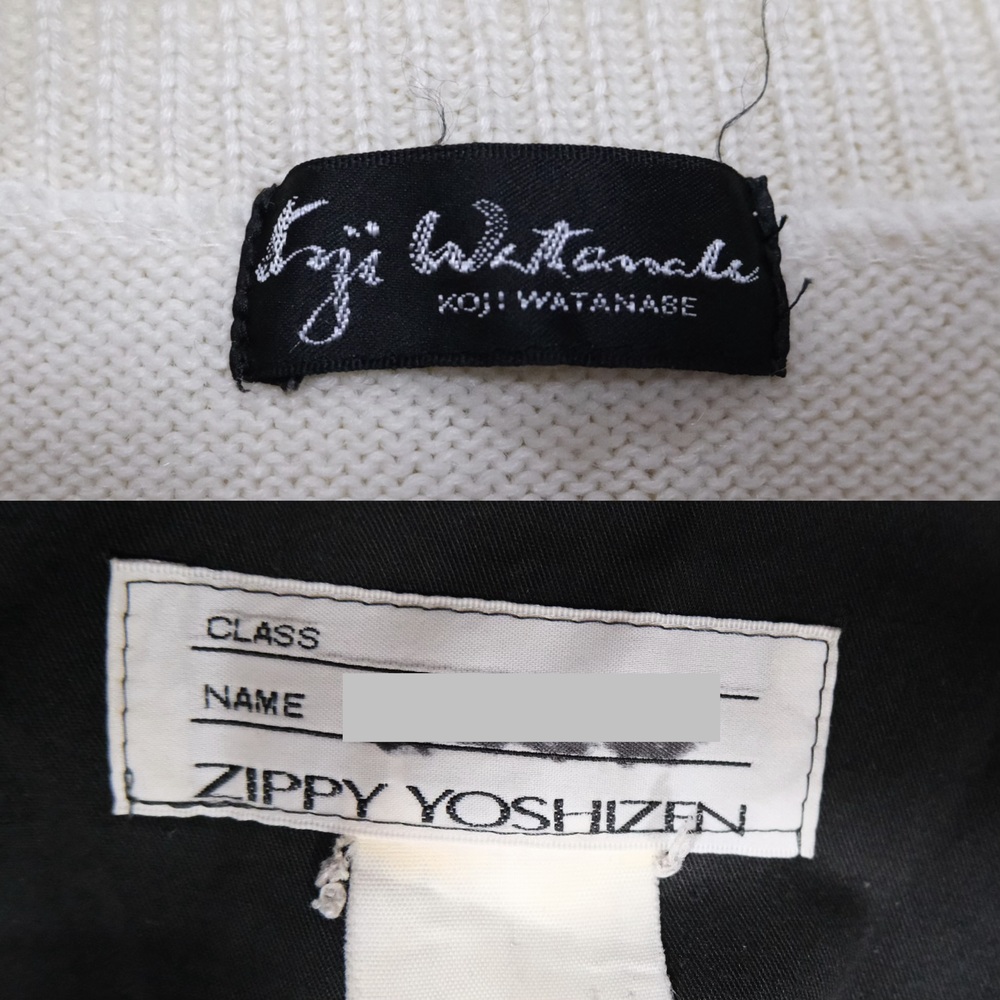 Koji Watanabe
KOJI WATANABE
CLASS
NAME
ZIPPY YOSHIZEN